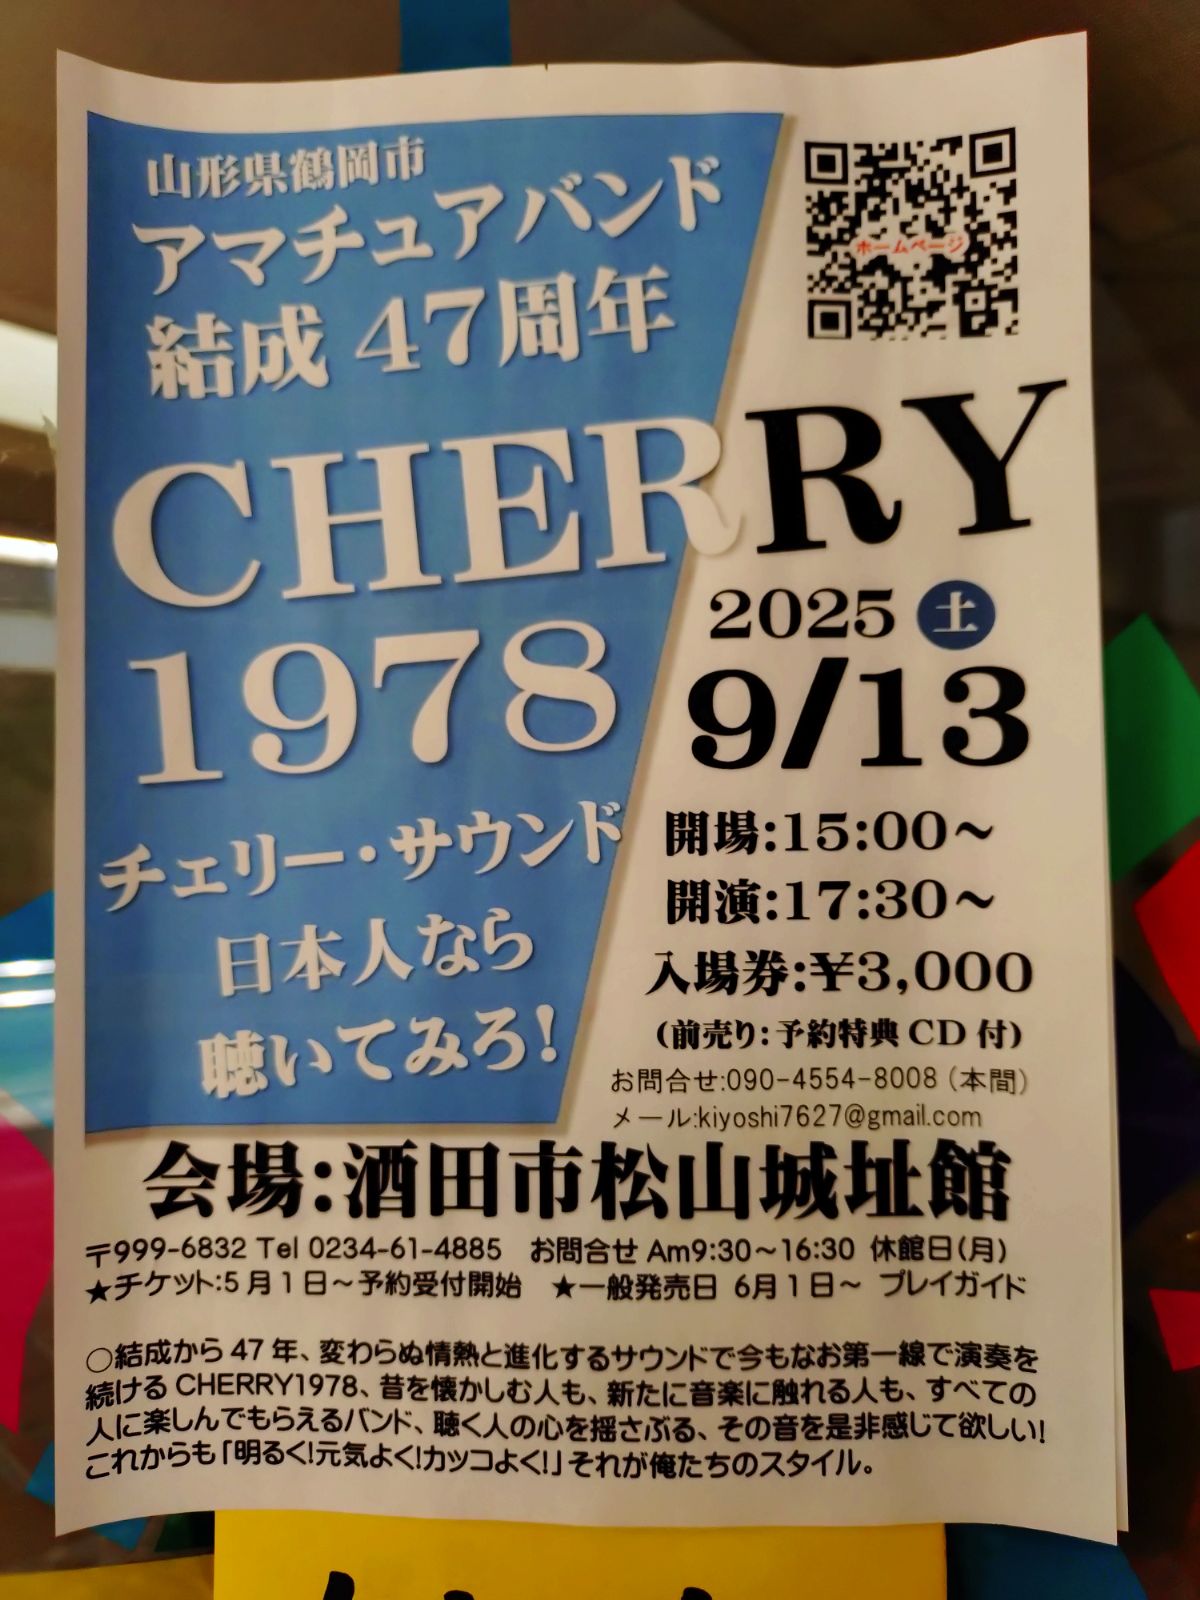 山形県鶴岡市
アマチュアバンド
結成 47周年
ホームページ
CHERRY
1978
2025 土
9/13
チェリー・サウンド
日本人なら
聴いてみろ!
開場:15:00～
開演:17:30～
入場券:¥3,000
(前売り:予約特典 CD 付)
お問合せ:090-4554-8008 (本間)
メール:kiyoshi7627@gmail.com
会場:酒田市松山城址館
〒999-6832 Tel 0234-61-4885 お問合せ Am9:30～16:30 休館日(月)
★チケット:5月1日～予約受付開始 ★一般発売日 6月1日～ プレイガイド
○結成から 47 年、変わらぬ情熱と進化するサウンドで今もなお第一線で演奏を
続ける CHERRY1978、昔を懐かしむ人も、新たに音楽に触れる人も、すべての
人に楽しんでもらえるバンド、聴く人の心を揺さぶる、その音を是非感じて欲しい!
これからも「明るく!元気よく!カッコよく!」それが俺たちのスタイル。